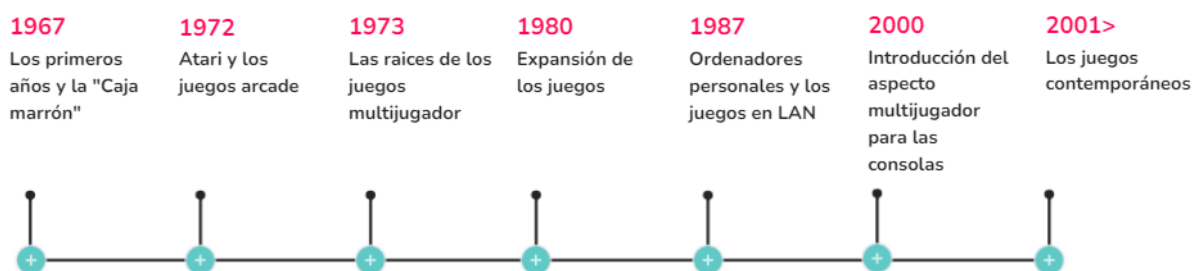 1967
Los primeros
años y la "Caja
marrón"
1972
Atari y los
juegos arcade
1973
Las raices de los
juegos
multijugador
1980
Expansión de
los juegos
1987
Ordenadores
personales y los
juegos en LAN
2000
Introducción del
aspecto
multijugador
para las
consolas
2001>
Los juegos
contemporáneos